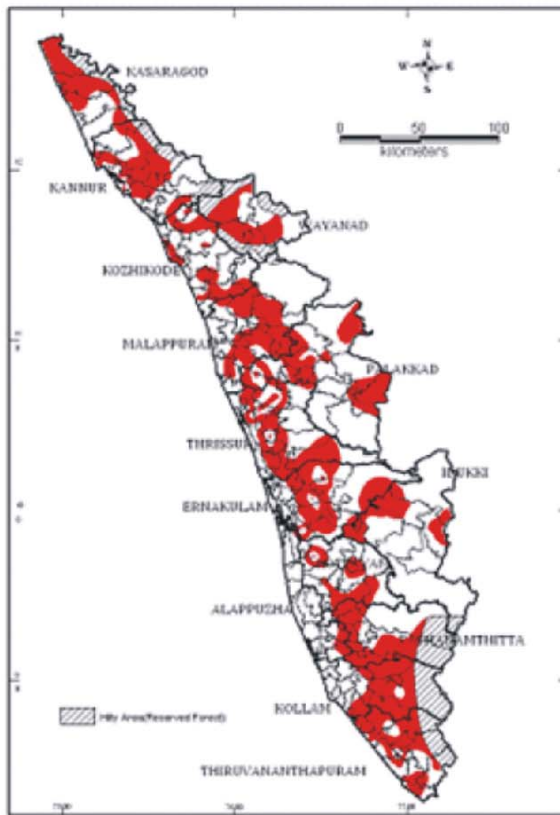 N
W E
S
KASARAGOD
0 50 100
kilometers
KANNUR
WAYANAD
KOZHIKODE
MALAPPURAM
PALAKKAD
THRISSUR
IDUKKI
ERNAKULAM
ALAPPUZHA
KOLLAM
Hilly Area(Reserved Forest)
THIRUVANANTHAPURAM